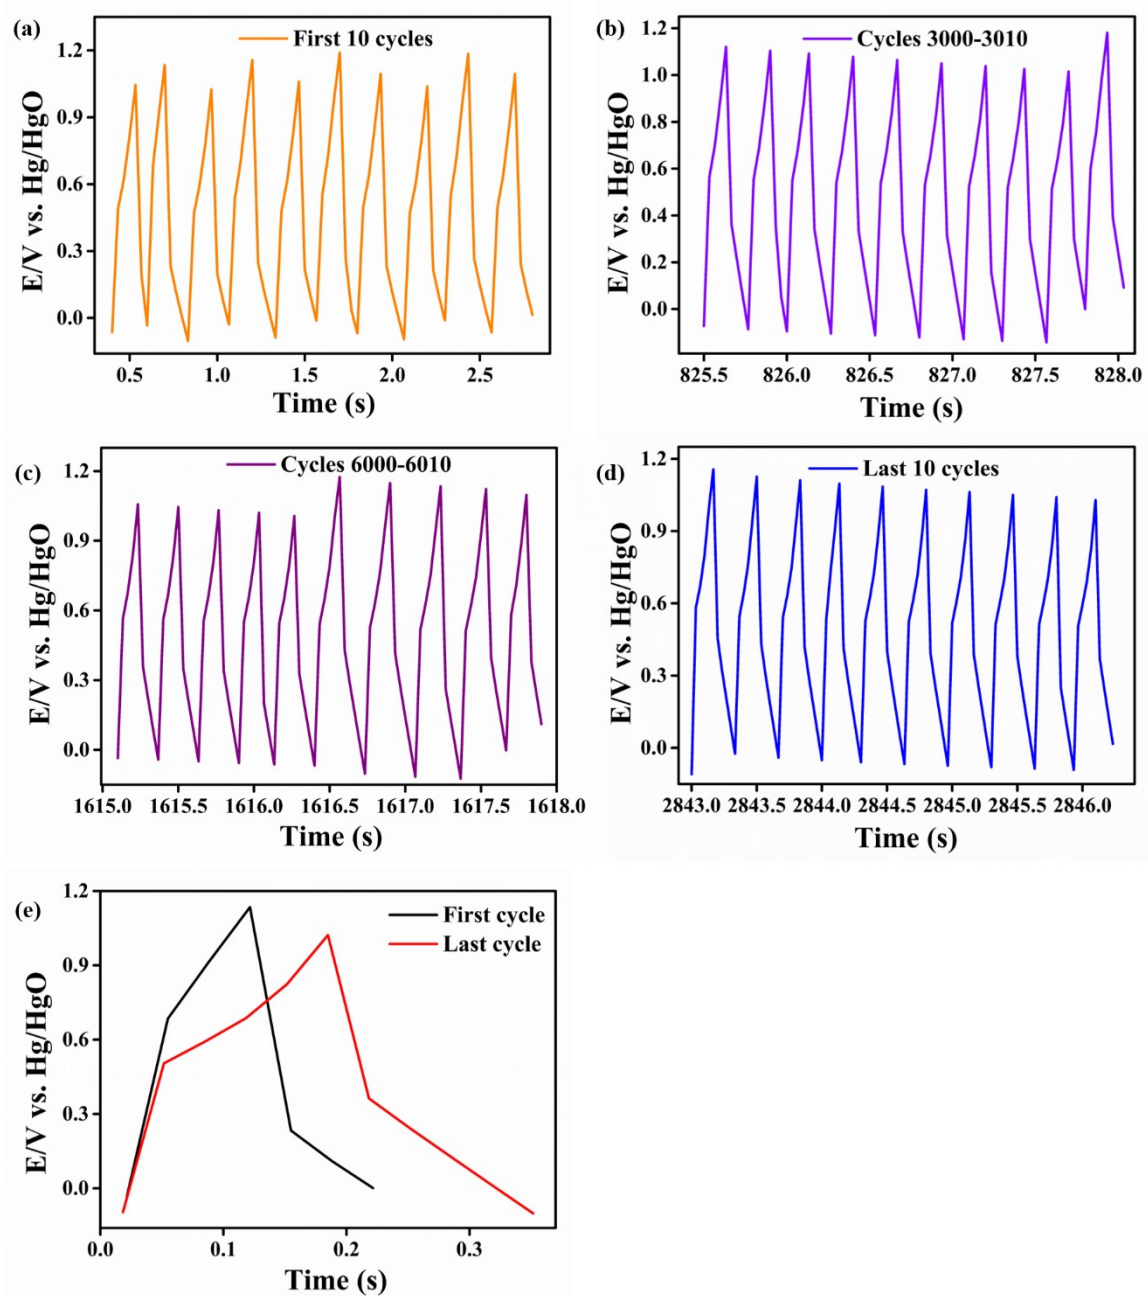 (a)
First 10 cycles
E/V vs. Hg/HgO
1.2
0.9
0.6
0.3
0.0
0.5 1.0 1.5 2.0 2.5
Time (s)
(b)
Cycles 3000-3010
E/V vs. Hg/HgO
1.2
1.0
0.8
0.6
0.4
0.2
0.0
825.5 826.0 826.5 827.0 827.5 828.0
Time (s)
(c)
Cycles 6000-6010
E/V vs. Hg/HgO
1.2
0.9
0.6
0.3
0.0
1615.0 1615.5 1616.0 1616.5 1617.0 1617.5 1618.0
Time (s)
(d)
Last 10 cycles
E/V vs. Hg/HgO
1.2
0.9
0.6
0.3
0.0
2843.0 2843.5 2844.0 2844.5 2845.0 2845.5 2846.0
Time (s)
(e)
First cycle
Last cycle
E/V vs. Hg/HgO
1.2
0.9
0.6
0.3
0.0
0.0 0.1 0.2 0.3
Time (s)